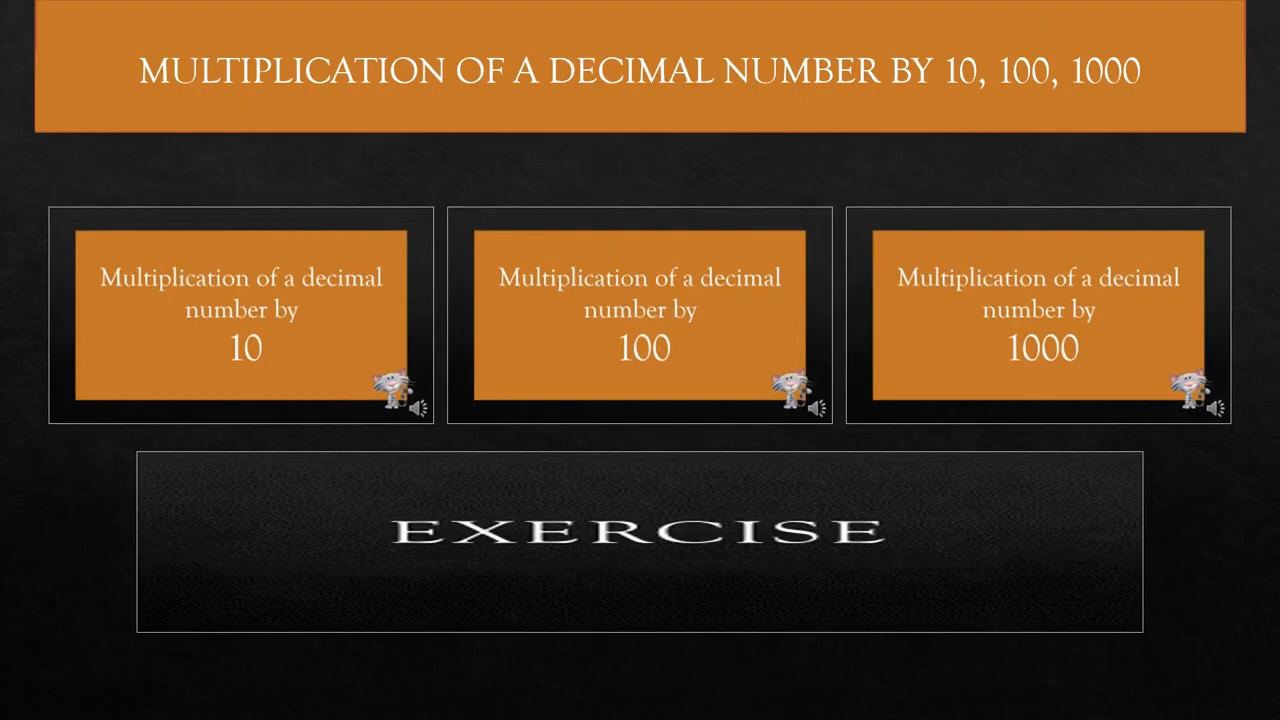 MULTIPLICATION OF A DECIMAL NUMBER BY 10, 100, 1000
Multiplication of a decimal
number by
10
Multiplication of a decimal
number by
100
Multiplication of a decimal
number by
1000
EXERCISE